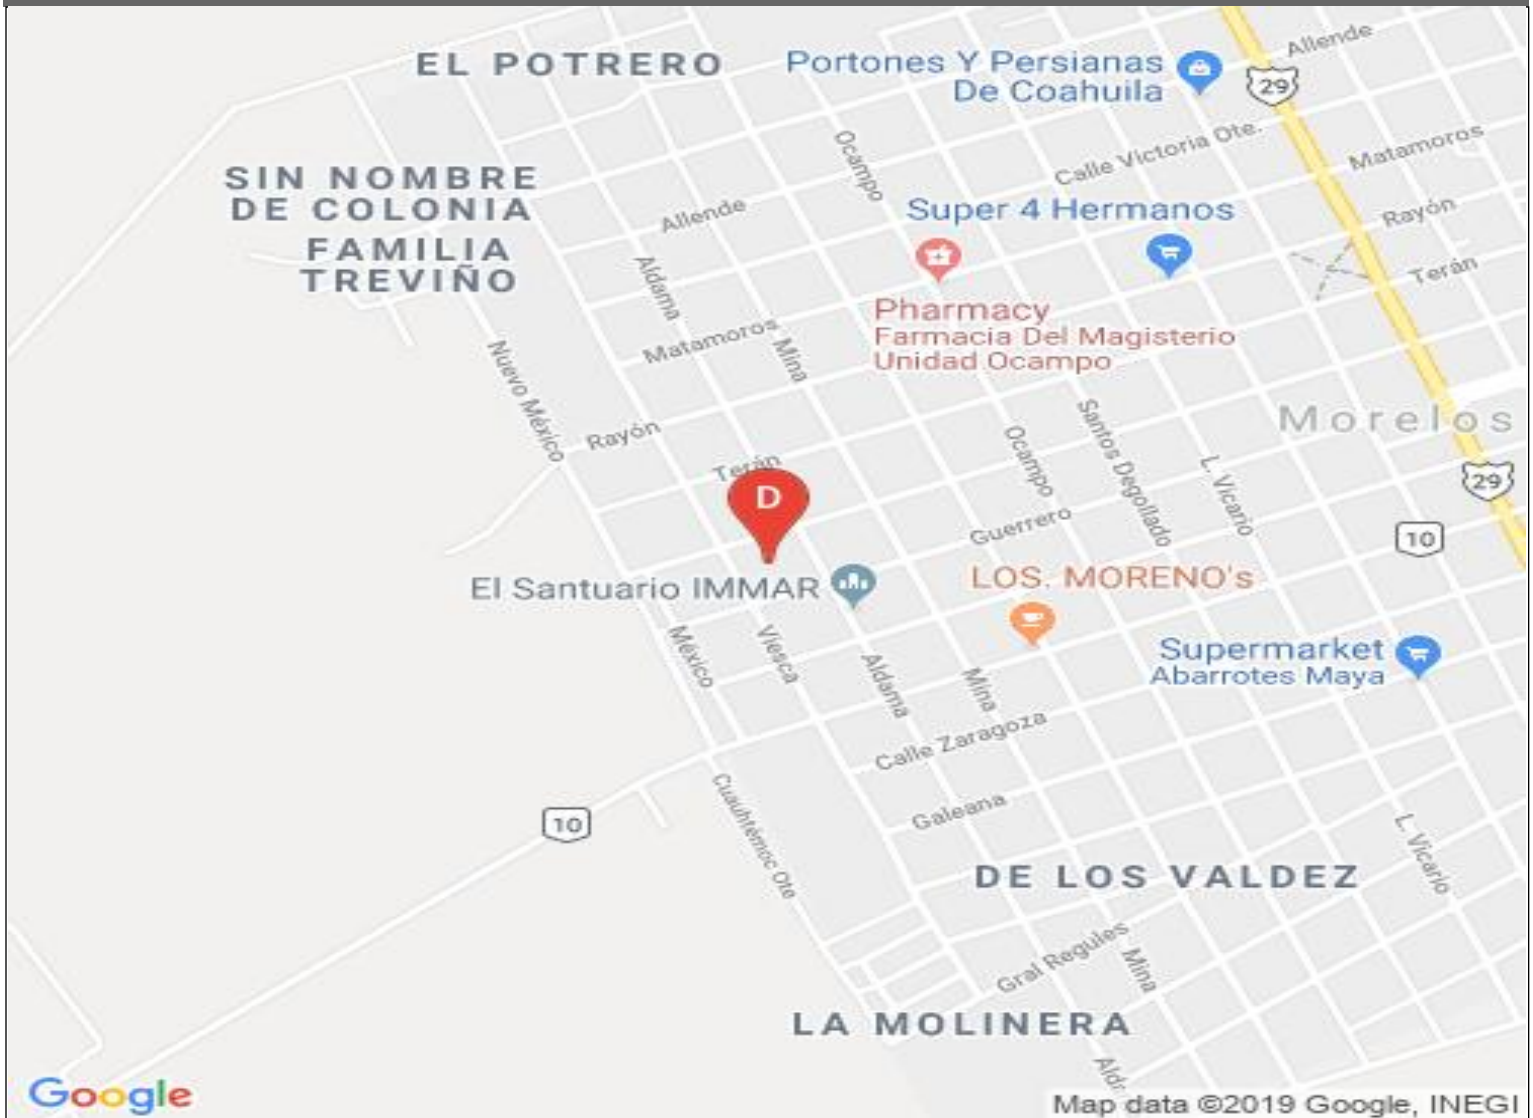 EL POTRERO
Portones Y Persianas
De Coahuila
29
Allende
Calle Victoria Ote.
Matamoros
Ocampo
SIN NOMBRE
DE COLONIA
FAMILIA
TREVIÑO
Allende
Super 4 Hermanos
Rayón
Terán
Aldama
Pharmacy
Farmacia Del Magisterio
Unidad Ocampo
Matamoros
Mina
Nuevo México
Rayón
Santos Degollado
Morelos
Ocampo
L. Vicario
Terán
D
29
10
Guerrero
El Santuario IMMAR
LOS. MORENO's
México
Viesca
Aldama
Mina
Supermarket
Abarrotes Maya
Calle Zaragoza
Cuauhtémoc Ote
Galeana
10
L. Vicario
DE LOS VALDEZ
Gral Regules
Mina
LA MOLINERA
Google
Map data ©2019 Google, INEGI